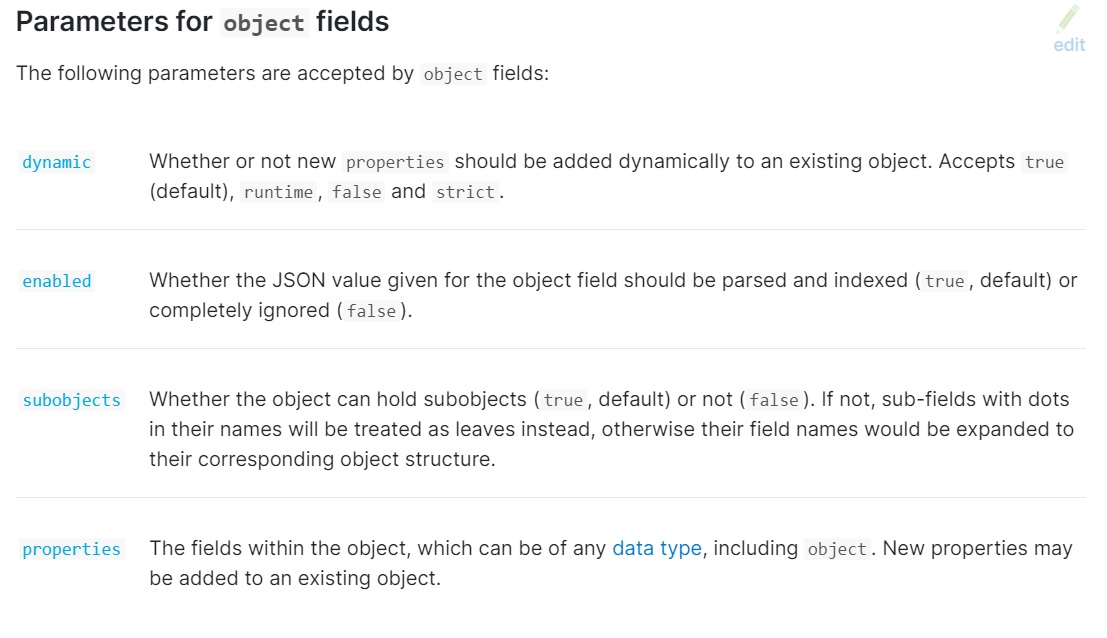 Parameters for object fields
edit
The following parameters are accepted by object fields:
dynamic
Whether or not new properties should be added dynamically to an existing object. Accepts true
(default), runtime, false and strict.
enabled
Whether the JSON value given for the object field should be parsed and indexed (true, default) or
completely ignored (false).
subobjects
Whether the object can hold subobjects (true, default) or not (false). If not, sub-fields with dots
in their names will be treated as leaves instead, otherwise their field names would be expanded to
their corresponding object structure.
properties
The fields within the object, which can be of any data type, including object. New properties may
be added to an existing object.